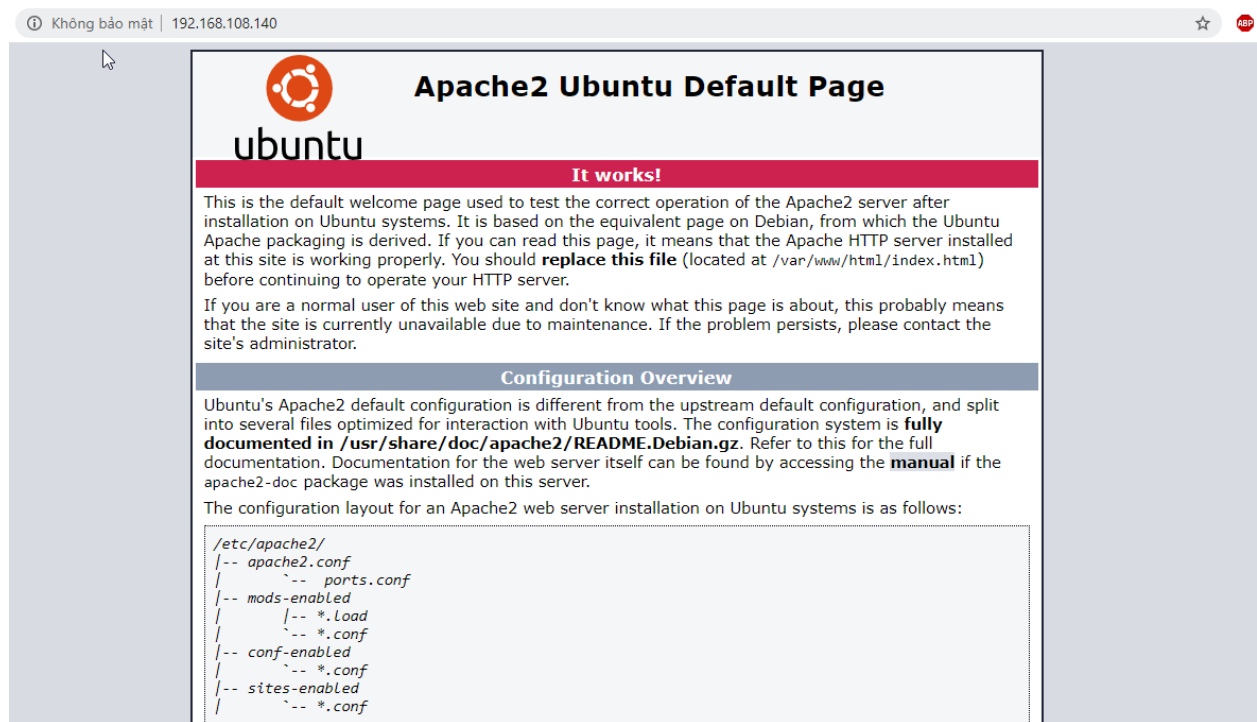 Không bảo mật | 192.168.108.140
ABP
Apache2 Ubuntu Default Page
ubuntu
It works!
This is the default welcome page used to test the correct operation of the Apache2 server after
installation on Ubuntu systems. It is based on the equivalent page on Debian, from which the Ubuntu
Apache packaging is derived. If you can read this page, it means that the Apache HTTP server installed
at this site is working properly. You should replace this file (located at /var/www/html/index.html)
before continuing to operate your HTTP server.
If you are a normal user of this web site and don't know what this page is about, this probably means
that the site is currently unavailable due to maintenance. If the problem persists, please contact the
site's administrator.
Configuration Overview
Ubuntu's Apache2 default configuration is different from the upstream default configuration, and split
into several files optimized for interaction with Ubuntu tools. The configuration system is fully
documented in /usr/share/doc/apache2/README.Debian.gz. Refer to this for the full
documentation. Documentation for the web server itself can be found by accessing the manual if the
apache2-doc package was installed on this server.
The configuration layout for an Apache2 web server installation on Ubuntu systems is as follows:
/etc/apache2/
|-- apache2.conf
|       `--  ports.conf
|-- mods-enabled
|       |-- *.load
|       `-- *.conf
|-- conf-enabled
|       `-- *.conf
|-- sites-enabled
|       `-- *.conf